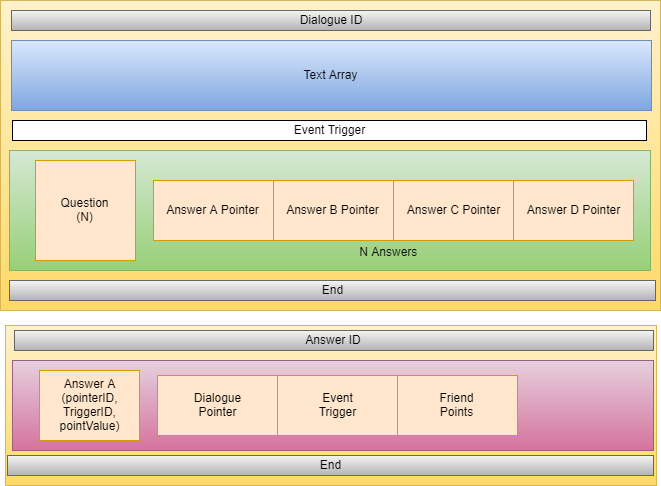 Dialogue ID
Text Array
Event Trigger
Question
(N)
Answer A Pointer
Answer B Pointer
Answer C Pointer
Answer D Pointer
N Answers
End
Answer ID
Answer A
(pointerID,
TriggerID,
pointValue)
Dialogue
Pointer
Event
Trigger
Friend
Points
End